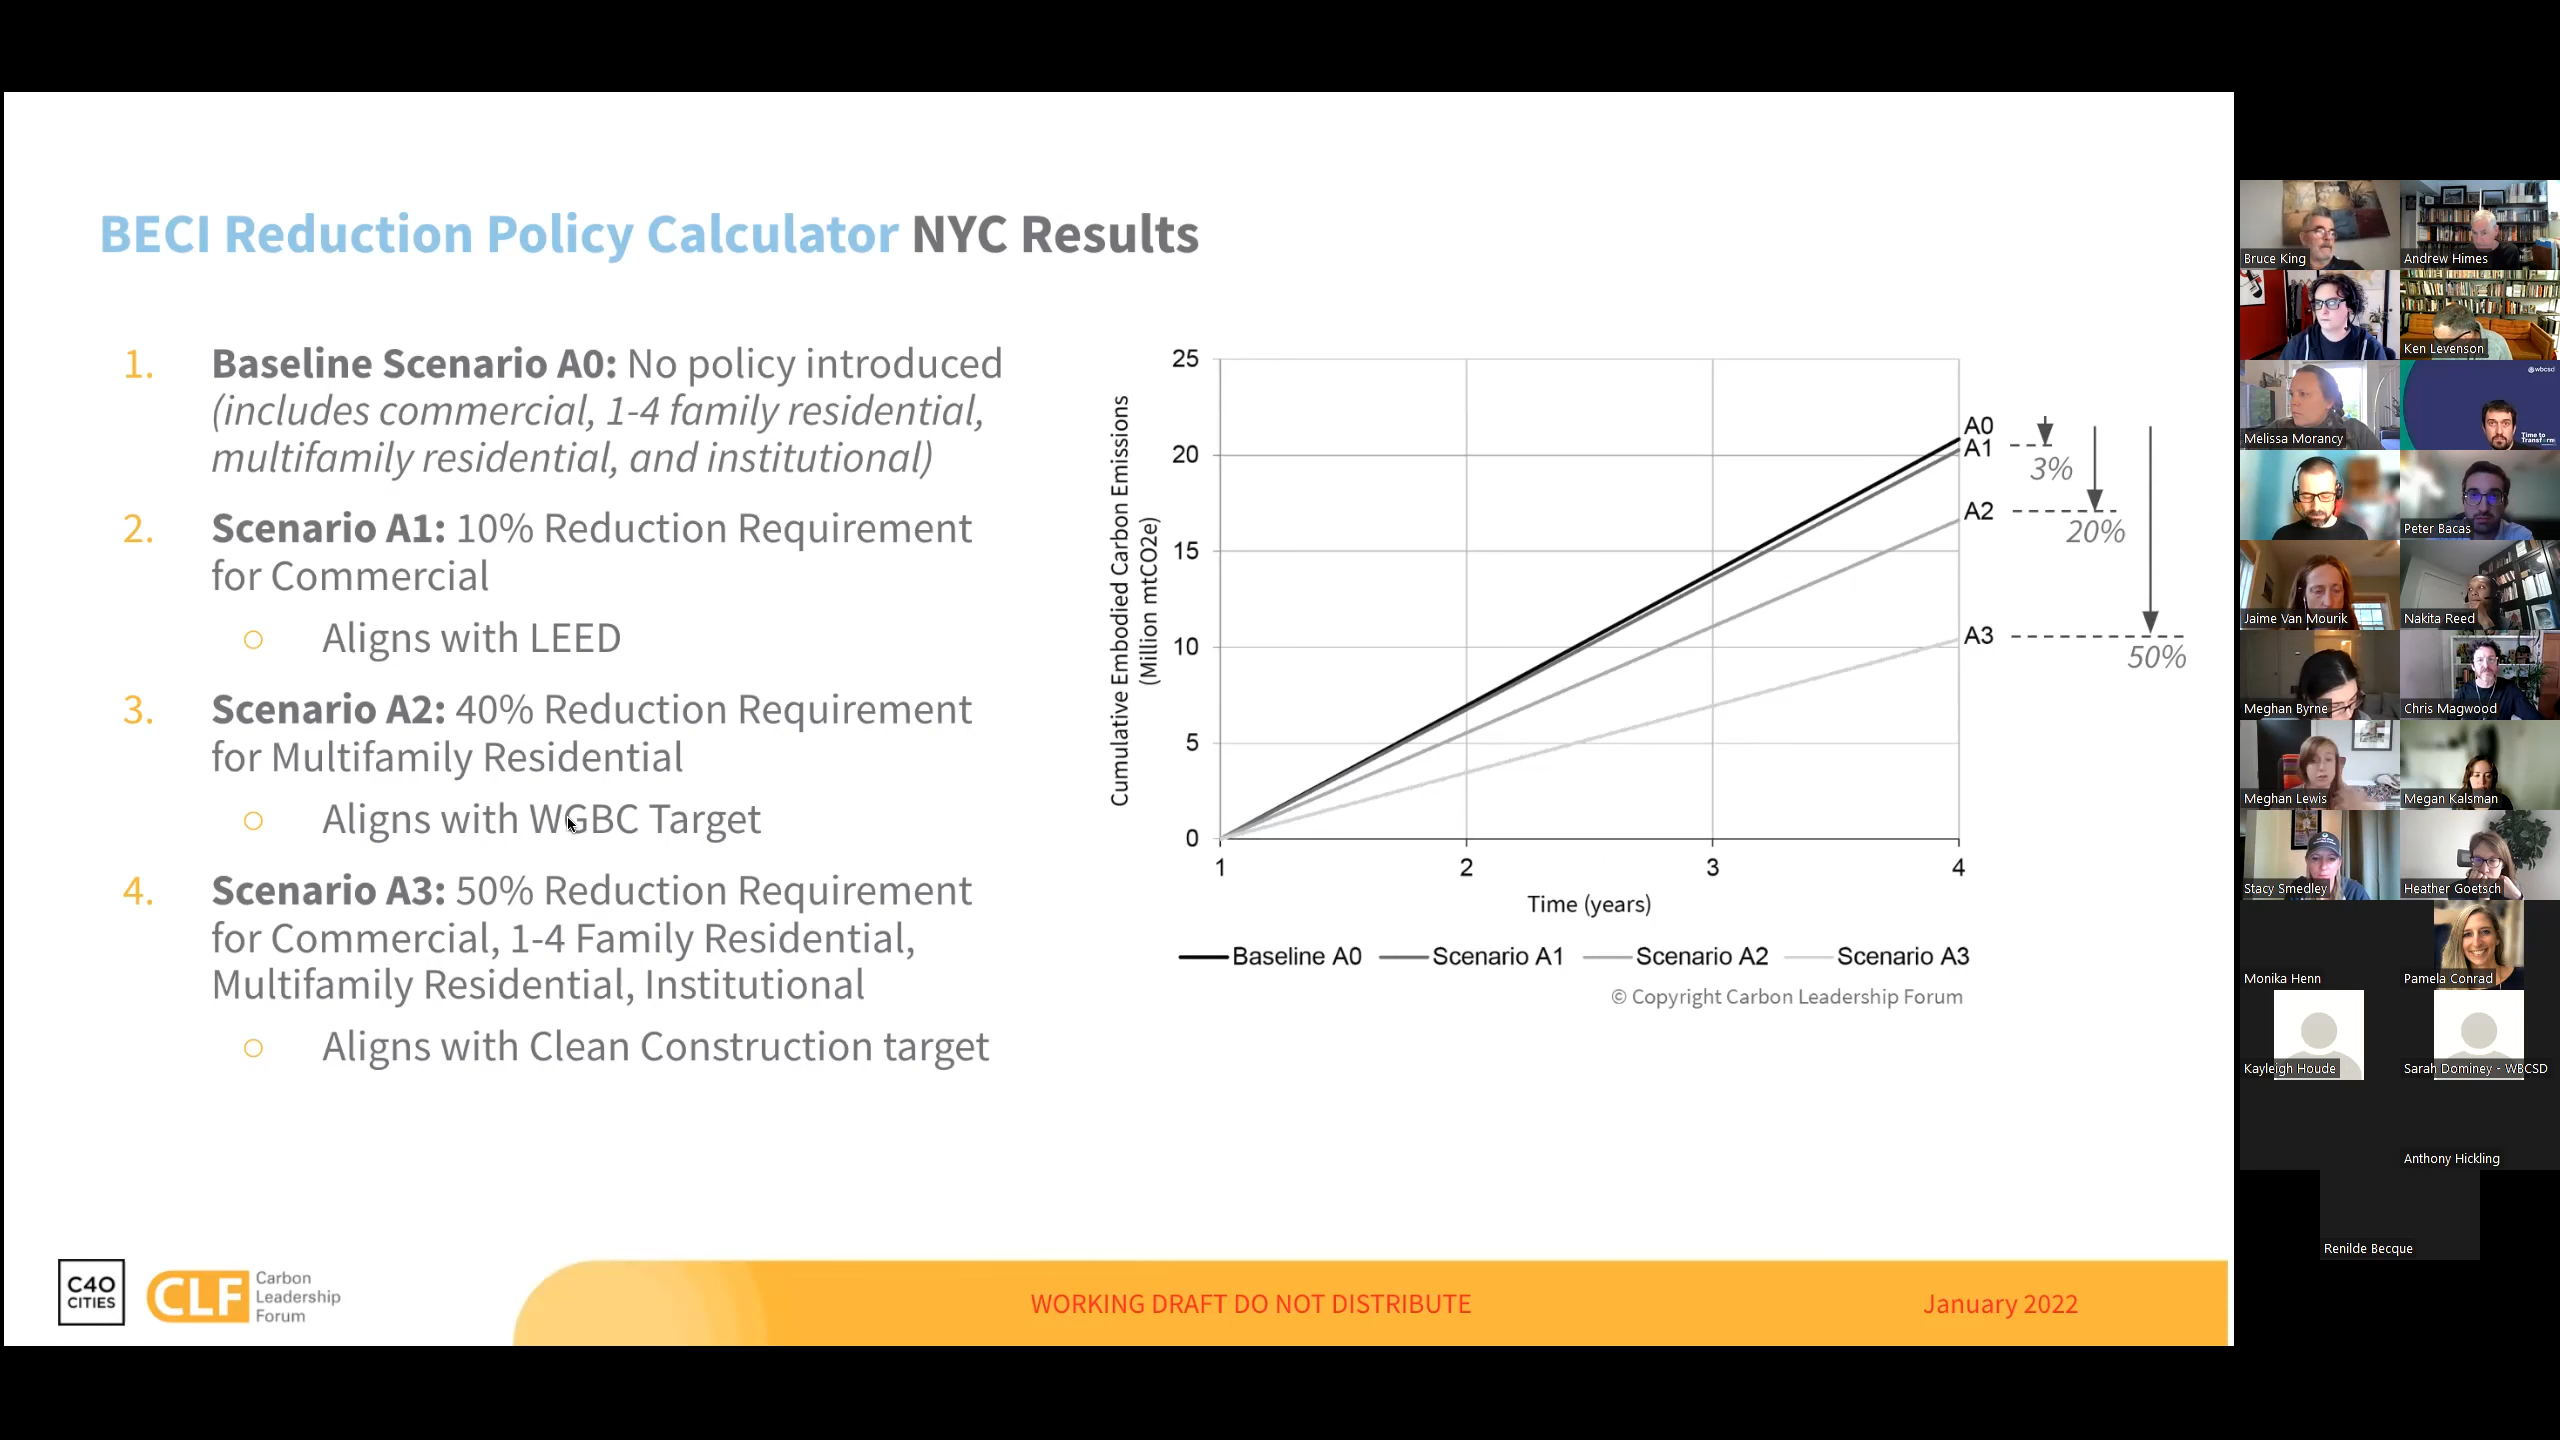 BECI Reduction Policy Calculator NYC Results
1. Baseline Scenario A0: No policy introduced
(includes commercial, 1-4 family residential,
multifamily residential, and institutional)
2. Scenario A1: 10% Reduction Requirement
for Commercial
○ Aligns with LEED
3. Scenario A2: 40% Reduction Requirement
for Multifamily Residential
○ Aligns with WGBC Target
4. Scenario A3: 50% Reduction Requirement
for Commercial, 1-4 Family Residential,
Multifamily Residential, Institutional
○ Aligns with Clean Construction target
Cumulative Embodied Carbon Emissions
(Million mtCO2e)
25
20
15
10
5
0
1 2 3 4
Time (years)
A0
A1
3%
A2
20%
A3
50%
Baseline A0 Scenario A1 Scenario A2 Scenario A3
© Copyright Carbon Leadership Forum
C40
CITIES
CLF
Carbon
Leadership
Forum
WORKING DRAFT DO NOT DISTRIBUTE
January 2022
Bruce King
Andrew Himes
Ken Levenson
Melissa Morancy
wbcsd
Time to
Transform
Peter Bacas
Jaime Van Mourik
Nakita Reed
Meghan Byrne
Chris Magwood
Meghan Lewis
Megan Kalsman
Stacy Smedley
Heather Goetsch
Monika Henn
Pamela Conrad
Kayleigh Houde
Sarah Dominey - WBCSD
Anthony Hickling
Renilde Becque